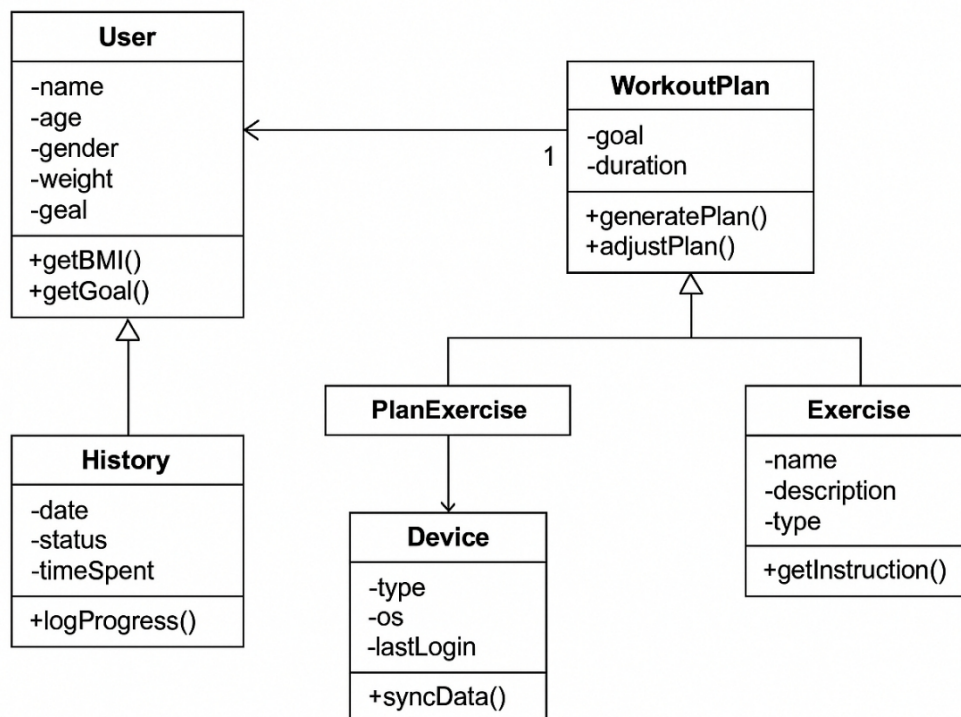 User
-name
-age
-gender
-weight
-geal
+getBMI()
+getGoal()
WorkoutPlan
-goal
-duration
+generatePlan()
+adjustPlan()
1
History
-date
-status
-timeSpent
+logProgress()
PlanExercise
Device
-type
-os
-lastLogin
+syncData()
Exercise
-name
-description
-type
+getInstruction()